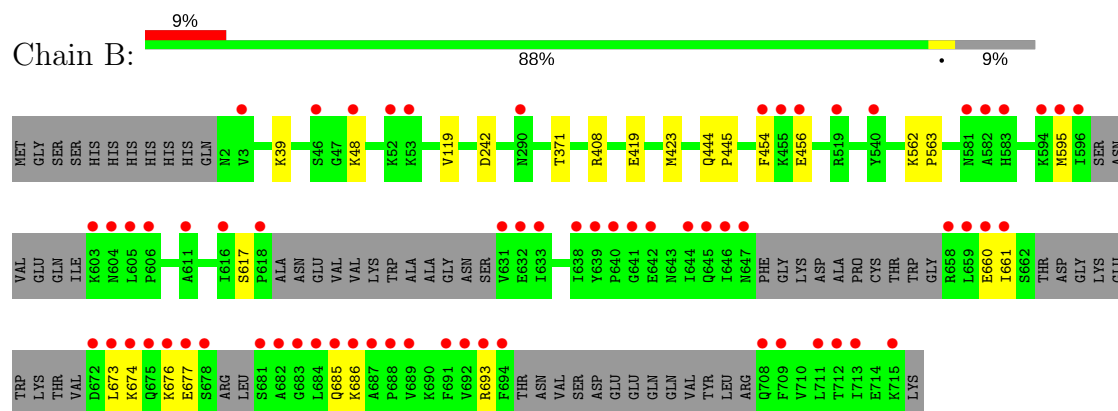 9%
Chain B:
88% • 9%
MET GLY SER SER HIS HIS HIS HIS HIS HIS GLN N2 V3 K39 S46 G47 K48 K52 K53 V119 D242 N290 T371 R408 E419 M423 Q444 P445 F454 K455 E456 R519 Y540 K562 P563 N581 A582 H583 K594 M595 I596 SER ASN
VAL GLU GLN ILE K603 N604 L605 P606 A611 I616 S617 P618 ALA ASN GLU VAL VAL LYS TRP ALA ALA GLY ASN SER V631 E632 I633 I638 Y639 P640 G641 E642 N643 I644 Q645 I646 N647 PHE GLY LYS ASP ALA PRO CYS THR TRP GLY R658 L659 E660 I661 S662 THR ASP GLY LYS GLU
TRP LYS THR VAL D672 L673 K674 Q675 K676 E677 S678 ARG LEU S681 A682 G683 L684 Q685 K686 A687 P688 V689 K690 F691 V692 R693 F694 THR ASN VAL SER ASP GLU GLU GLN GLN VAL TYR LEU ARG Q708 F709 V710 L711 T712 I713 E714 K715 LYS